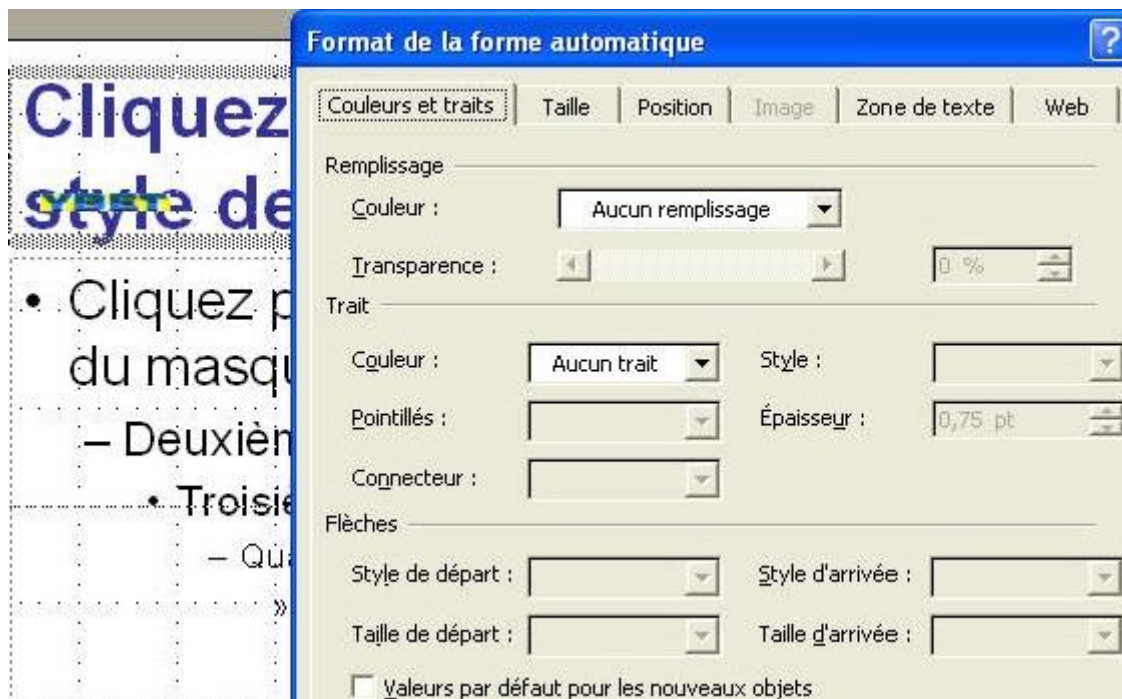 Format de la forme automatique
?
Couleurs et traits Taille Position Image Zone de texte Web
Cliquez
style de
YBET
• Cliquez p
du masqu
– Deuxièm
• Troisiè
– Qua
»
Remplissage
Couleur : Aucun remplissage
Transparence : 0 %
Trait
Couleur : Aucun trait Style :
Pointillés : Épaisseur : 0,75 pt
Connecteur :
Flèches
Style de départ : Style d'arrivée :
Taille de départ : Taille d'arrivée :
Valeurs par défaut pour les nouveaux objets